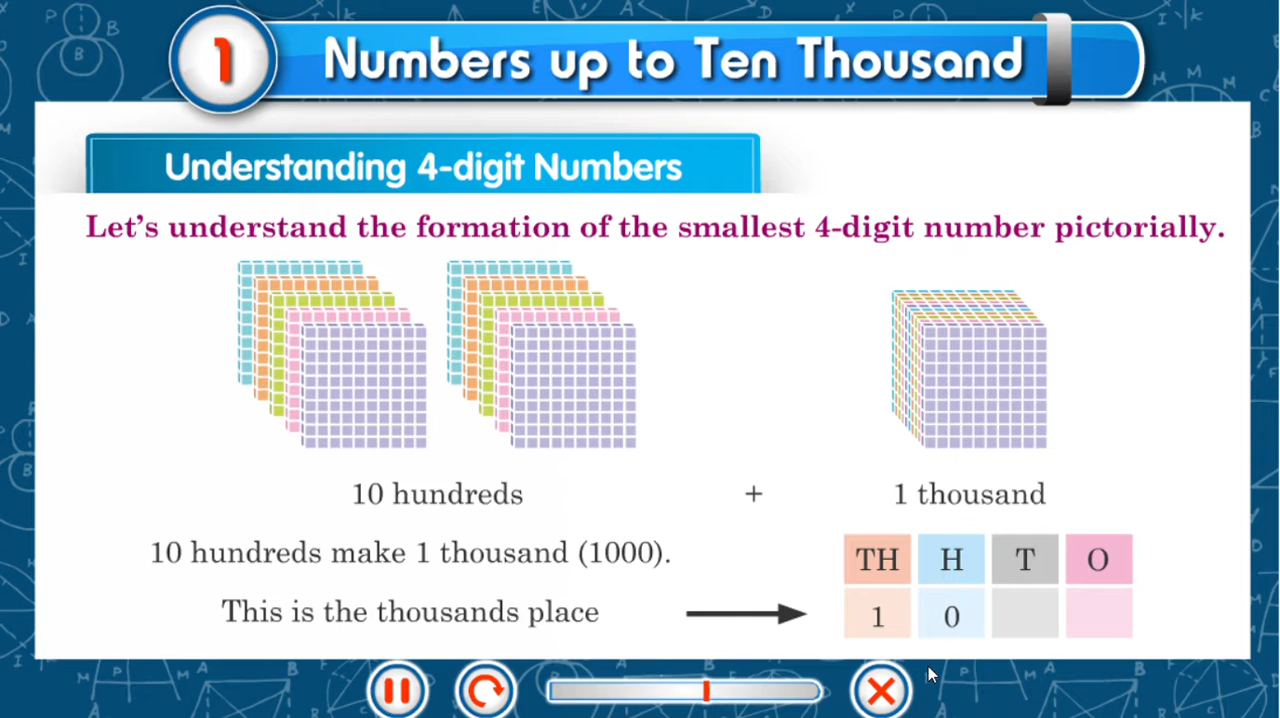 1
Numbers up to Ten Thousand
Understanding 4-digit Numbers
Let's understand the formation of the smallest 4-digit number pictorially.
10 hundreds + 1 thousand
10 hundreds make 1 thousand (1000).
TH H T O
This is the thousands place
1 0